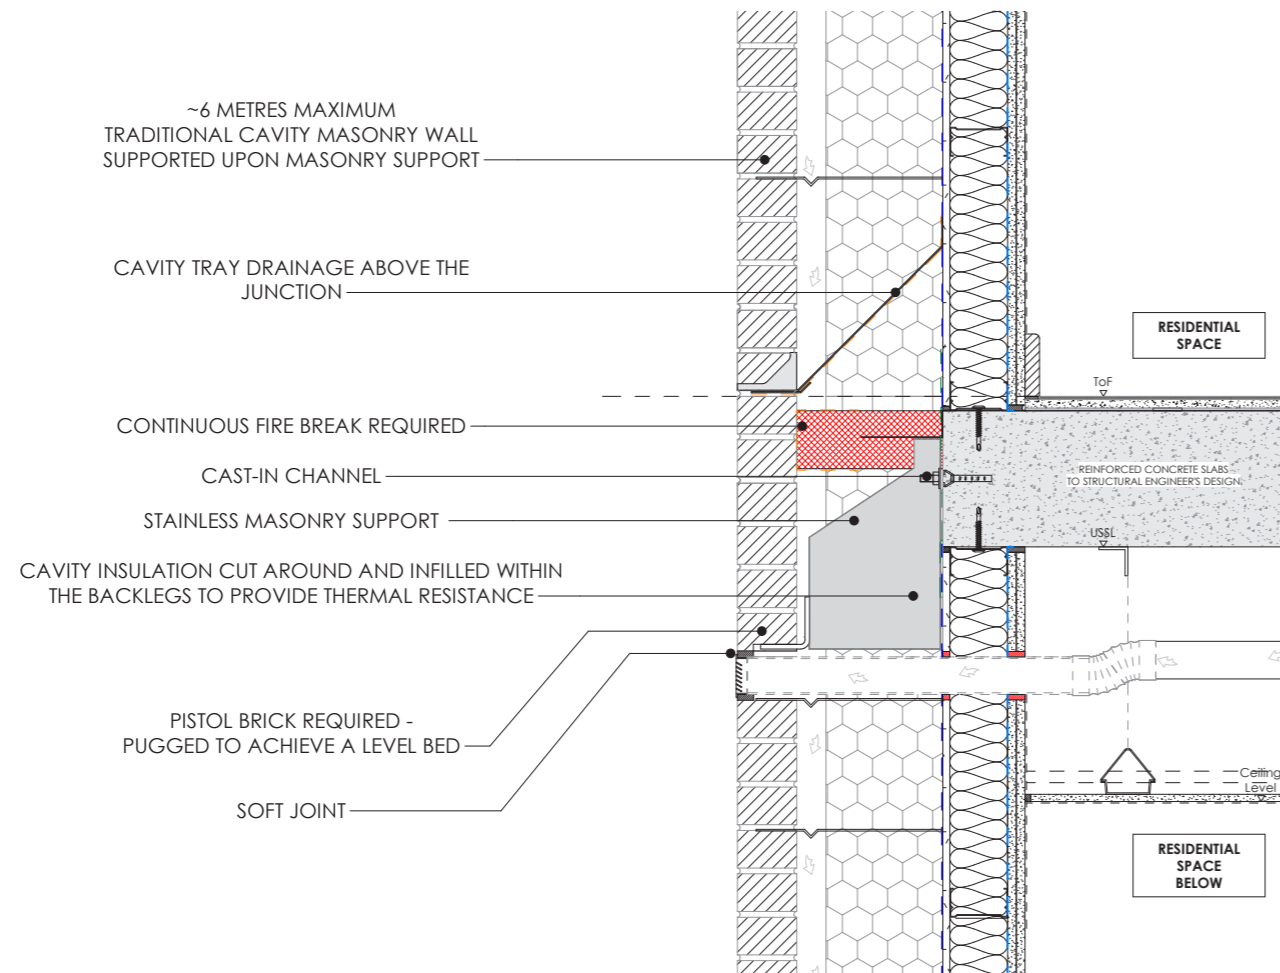 ~6 METRES MAXIMUM
TRADITIONAL CAVITY MASONRY WALL
SUPPORTED UPON MASONRY SUPPORT
CAVITY TRAY DRAINAGE ABOVE THE
JUNCTION
RESIDENTIAL
SPACE
ToF
CONTINUOUS FIRE BREAK REQUIRED
CAST-IN CHANNEL
REINFORCED CONCRETE SLABS
TO STRUCTURAL ENGINEER'S DESIGN
STAINLESS MASONRY SUPPORT
USSL
CAVITY INSULATION CUT AROUND AND INFILLED WITHIN
THE BACKLEGS TO PROVIDE THERMAL RESISTANCE
PISTOL BRICK REQUIRED -
PUGGED TO ACHIEVE A LEVEL BED
SOFT JOINT
Ceiling
Level
RESIDENTIAL
SPACE
BELOW